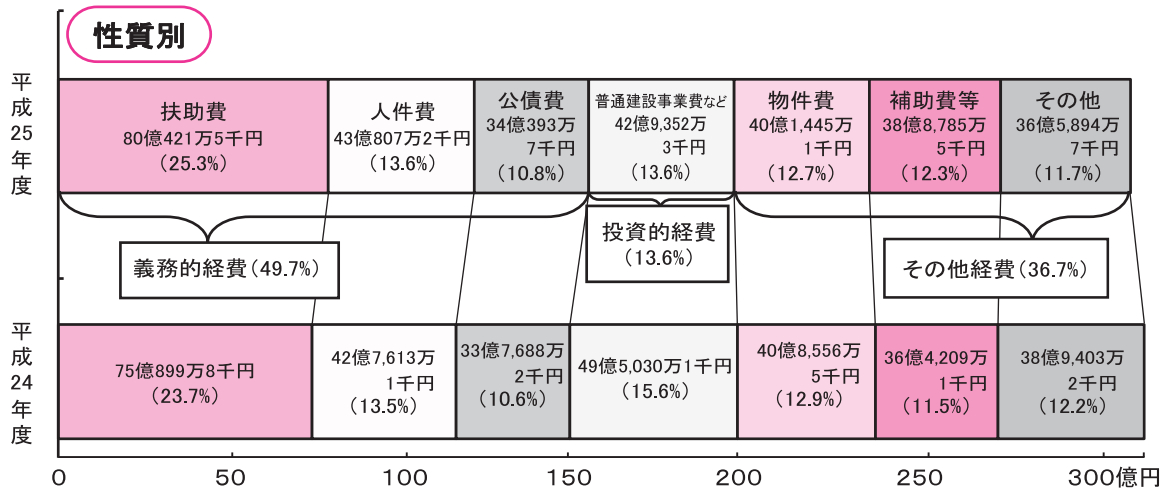 性質別
平成25年度
扶助費
80億421万5千円
(25.3%)
人件費
43億807万2千円
(13.6%)
公債費
34億393万
7千円
(10.8%)
普通建設事業費など
42億9,352万
3千円
(13.6%)
物件費
40億1,445万
1千円
(12.7%)
補助費等
38億8,785万
5千円
(12.3%)
その他
36億5,894万
7千円
(11.7%)
義務的経費(49.7%)
投資的経費
(13.6%)
その他経費(36.7%)
平成24年度
75億899万8千円
(23.7%)
42億7,613万
1千円
(13.5%)
33億7,688万
2千円
(10.6%)
49億5,030万1千円
(15.6%)
40億8,556万
5千円
(12.9%)
36億4,209万
1千円
(11.5%)
38億9,403万
2千円
(12.2%)
0 50 100 150 200 250 300億円